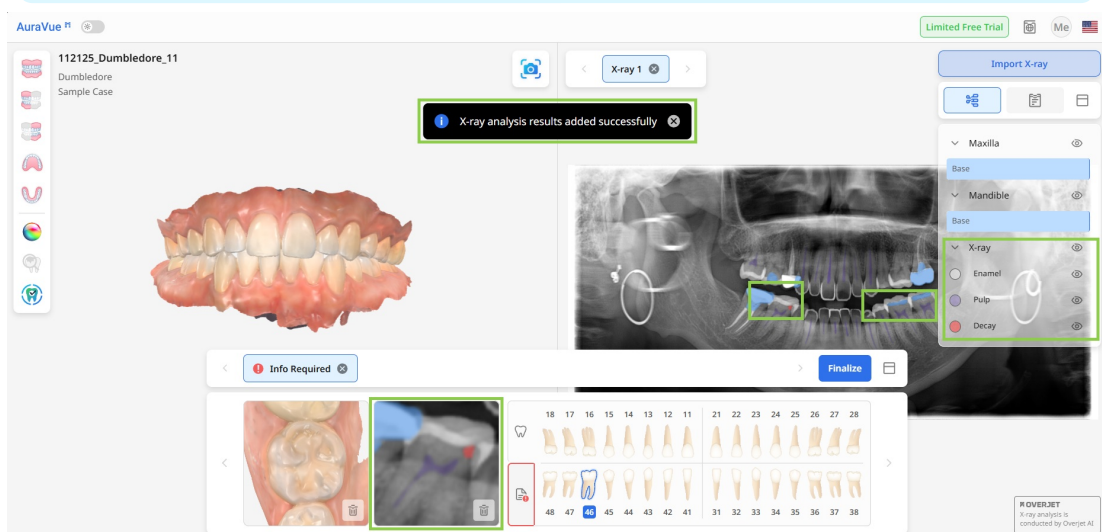 AuraVue
Limited Free Trial
Me
112125_Dumbledore_11
Dumbledore
Sample Case
X-ray 1
Import X-ray
X-ray analysis results added successfully
Maxilla
Base
Mandible
Base
X-ray
Enamel
Pulp
Decay
Info Required
Finalize
18 17 16 15 14 13 12 11 21 22 23 24 25 26 27 28
48 47 46 45 44 43 42 41 31 32 33 34 35 36 37 38
OVERJET
X-ray analysis is
conducted by Overjet AI